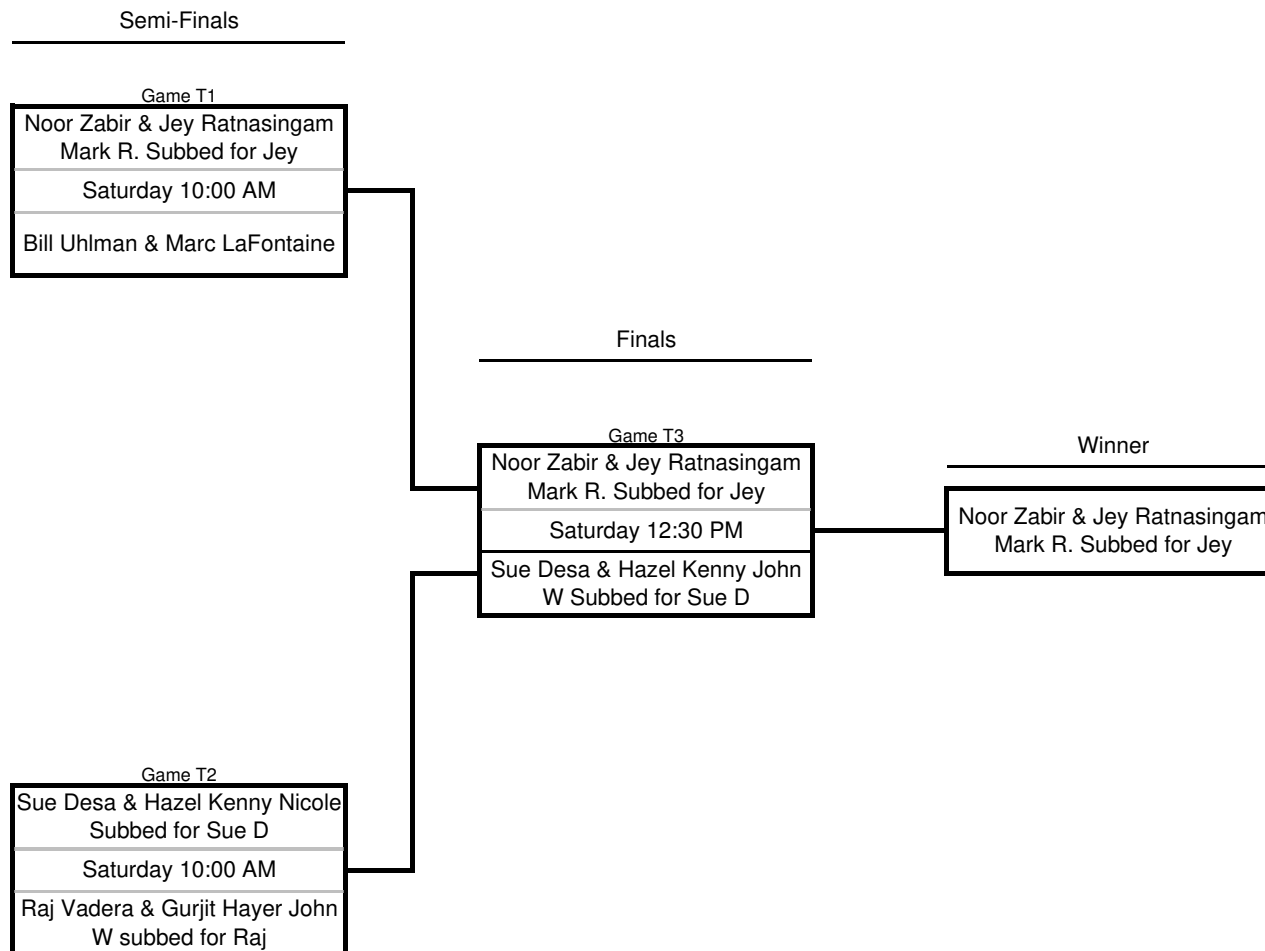 Semi-Finals
Game T1
Noor Zabir & Jey Ratnasingam
Mark R. Subbed for Jey
Saturday 10:00 AM
Bill Uhlman & Marc LaFontaine
Finals
Game T3
Noor Zabir & Jey Ratnasingam
Mark R. Subbed for Jey
Saturday 12:30 PM
Sue Desa & Hazel Kenny John
W Subbed for Sue D
Winner
Noor Zabir & Jey Ratnasingam
Mark R. Subbed for Jey
Game T2
Sue Desa & Hazel Kenny Nicole
Subbed for Sue D
Saturday 10:00 AM
Raj Vadera & Gurjit Hayer John
W subbed for Raj